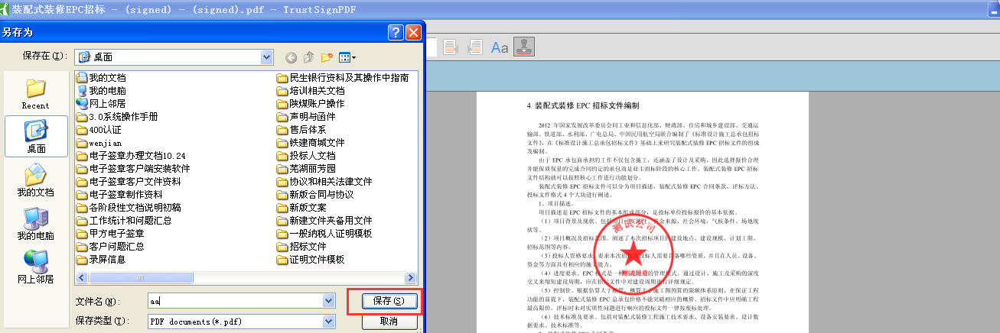 装配式装修EPC招标 - (signed) - (signed).pdf - TrustSignPDF
另存为
保存在(I):
桌面
Aa
Recent
桌面
我的文档
我的电脑
网上邻居
我的文档
我的电脑
网上邻居
3.0系统操作手册
400认证
wenjian
电子签章办理文档10.24
电子签章客户端安装软件
电子签章客户文件资料
电子签章制作资料
各阶段性文档说明初稿
工作统计和问题汇总
甲方电子签章
客户问题汇总
录屏信息
民生银行资料及其操作中指南
培训相关文档
陕煤账户操作
声明与函件
售后体系
铁建商城文件
投标人文档
芜湖丽芳园
协议和相关法律文件
新版合同与协议
新版文案
新建文件夹备用文件
一般纳税人证明模板
招标文件
证明文件模板
文件名(N):
aa
保存(S)
保存类型(T):
PDF documents(*.pdf)
取消
4 装配式装修 EPC 招标文件编制
2012 年国家发展改革委员会同工业和信息化部、财政部、住房和城乡建设部、交通运
输部、铁道部、水利部、广电总局、中国民用航空局联合编制了《标准设计施工总承包招标
文件》，在《标准设计施工总承包招标文件》基础上来研究装配式装修 EPC 招标文件的组成
及编制。
由于 EPC 承包商承担的工作不仅包含施工，还涵盖了设计及采购，因此选择报价合理
并能保质保量的完成合同约定的承包商是业主招标阶段的核心工作。装配式装修 EPC 招标
文件结构就可以按照核心工作进行功能划分。
装配式装修 EPC 招标文件可以分为项目描述、装配式装修 EPC 合同条款、评标方法、
投标文件格式 4 个大块进行阐述。
1、项目描述。
项目描述是 EPC 招标文件的基本组成部分，是投标单位投标报价的基本依据。
（1）项目背景及现状。包括项目 资金来源、社会环境、气候条件、场地现
状等。
（2）项目概况及招标范围。阐述了本次招标项目的建设地点、建设规模、计划工期、
招标范围等内容。
（3）投标人资格要求。要求本次招标投标人需要具备哪些资质，并且在人员、设备、
资金等方面具有相应的施工能力。
（4）进度要求。EPC 模式是一种 的管理模式。通过设计、施工及采购的深度
交叉来缩短建设周期，应在招标文件中对建设周期进行详细规定。
（5）控制价。根据估算大于概算，概算大于施工图预算的限额体系原则，在保证工程
功能的前提下，装配式装修 EPC 总承包价格不能突破相应的概算。招标文件中应明确工程
最高限价，评标时未对实质性问题进行响应的投标文件一律按废标处理。
（6）技术标准及要求。包括对装配式装修工程施工技术要求、设备安装要求、设计数
据要求、技术标准等。
测试公司